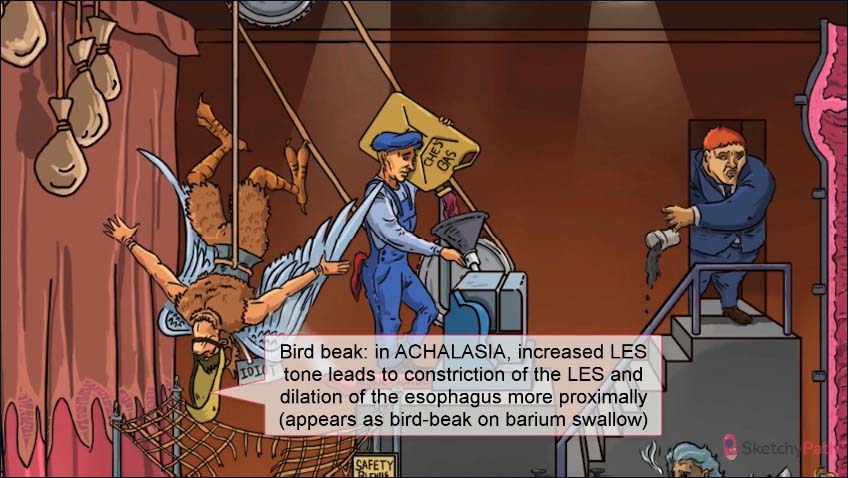 CHE'S
GAS
Bird beak: in ACHALASIA, increased LES
tone leads to constriction of the LES and
dilation of the esophagus more proximally
(appears as bird-beak on barium swallow)
IDIOT
SAFETY
SketchyPath